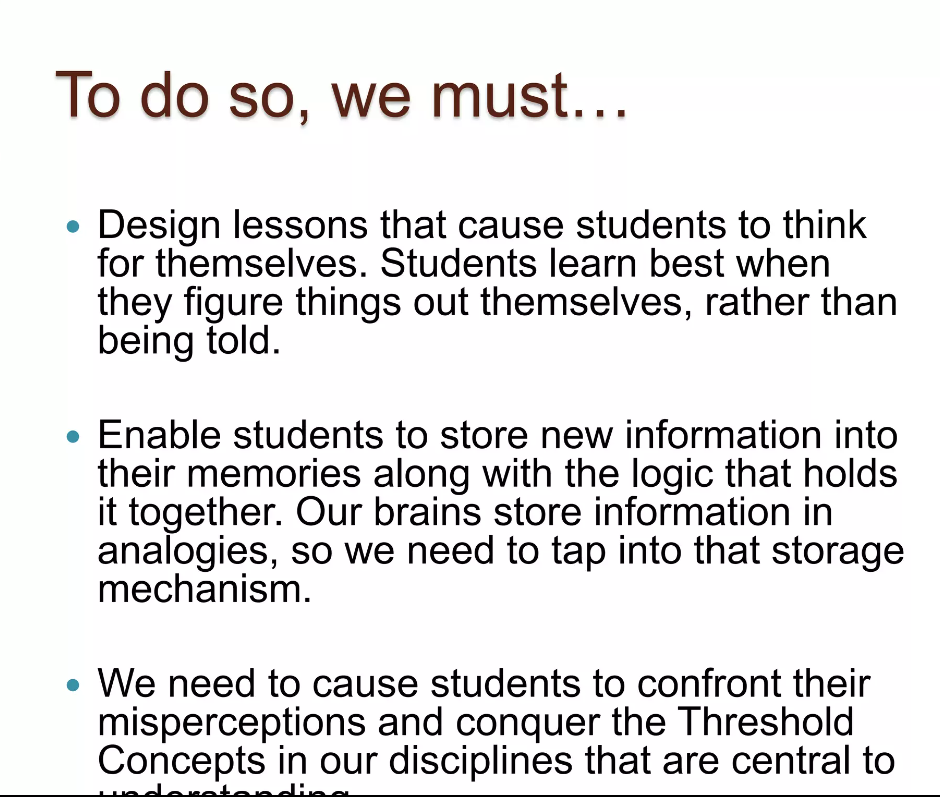 To do so, we must…
• Design lessons that cause students to think
for themselves. Students learn best when
they figure things out themselves, rather than
being told.
• Enable students to store new information into
their memories along with the logic that holds
it together. Our brains store information in
analogies, so we need to tap into that storage
mechanism.
• We need to cause students to confront their
misperceptions and conquer the Threshold
Concepts in our disciplines that are central to
understanding.